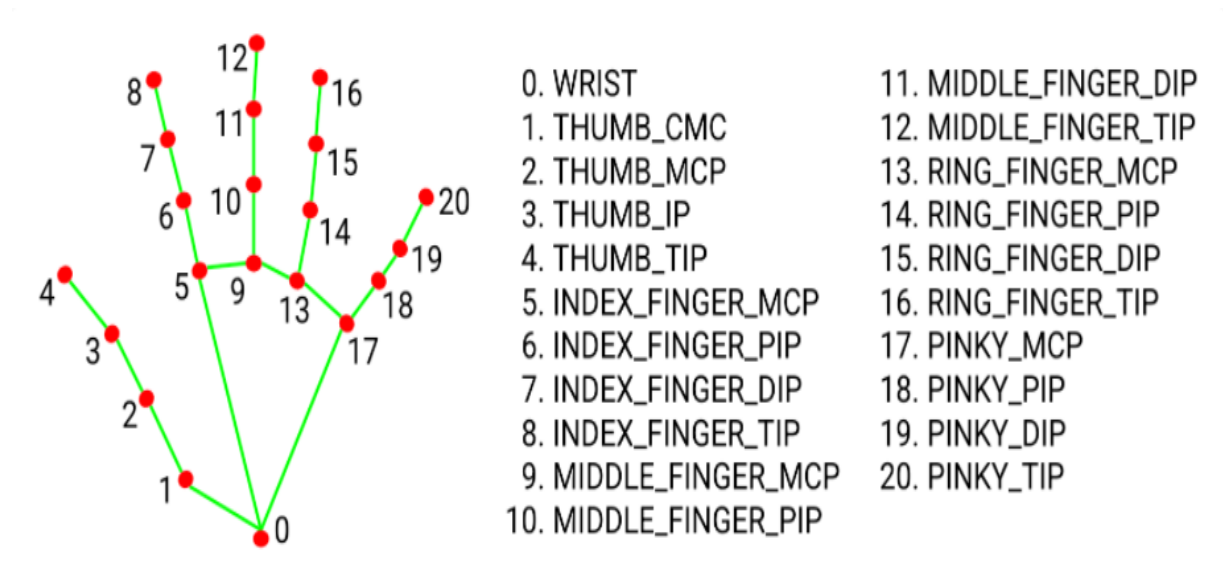 12
8
16
11
7
15
10
6
14
20
19
4
5
9
13
18
3
17
2
1
0
0. WRIST
1. THUMB_CMC
2. THUMB_MCP
3. THUMB_IP
4. THUMB_TIP
5. INDEX_FINGER_MCP
6. INDEX_FINGER_PIP
7. INDEX_FINGER_DIP
8. INDEX_FINGER_TIP
9. MIDDLE_FINGER_MCP
10. MIDDLE_FINGER_PIP
11. MIDDLE_FINGER_DIP
12. MIDDLE_FINGER_TIP
13. RING_FINGER_MCP
14. RING_FINGER_PIP
15. RING_FINGER_DIP
16. RING_FINGER_TIP
17. PINKY_MCP
18. PINKY_PIP
19. PINKY_DIP
20. PINKY_TIP